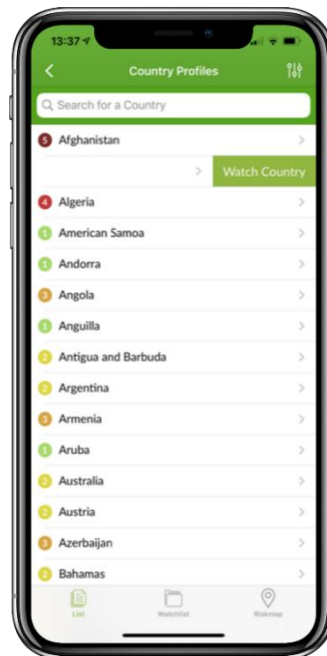 13:37
Country Profiles
Search for a Country
5 Afghanistan
Watch Country
4 Algeria
1 American Samoa
1 Andorra
3 Angola
1 Anguilla
2 Antigua and Barbuda
2 Argentina
3 Armenia
1 Aruba
2 Australia
2 Austria
3 Azerbaijan
2 Bahamas
List Watchlist Riskmap